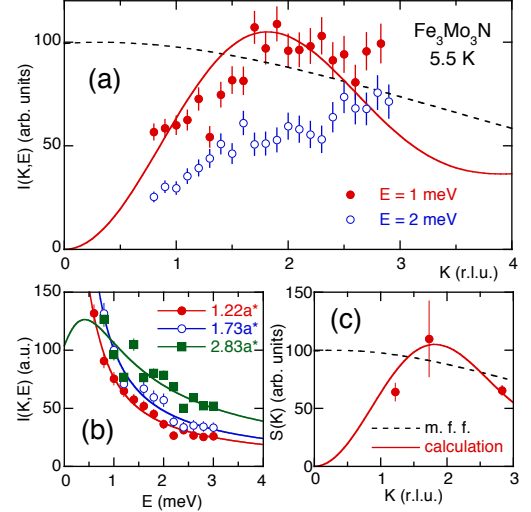 150
100
50
0
I(K,E) (arb. units)
(a)
Fe3Mo3N
5.5 K
E = 1 meV
E = 2 meV
0 1 2 3 4
K (r.l.u.)
150
100
50
0
I(K,E) (a.u.)
(b)
1.22a*
1.73a*
2.83a*
0 1 2 3 4
E (meV)
150
100
50
0
S(K) (arb. units)
(c)
m. f. f.
calculation
0 1 2 3
K (r.l.u.)